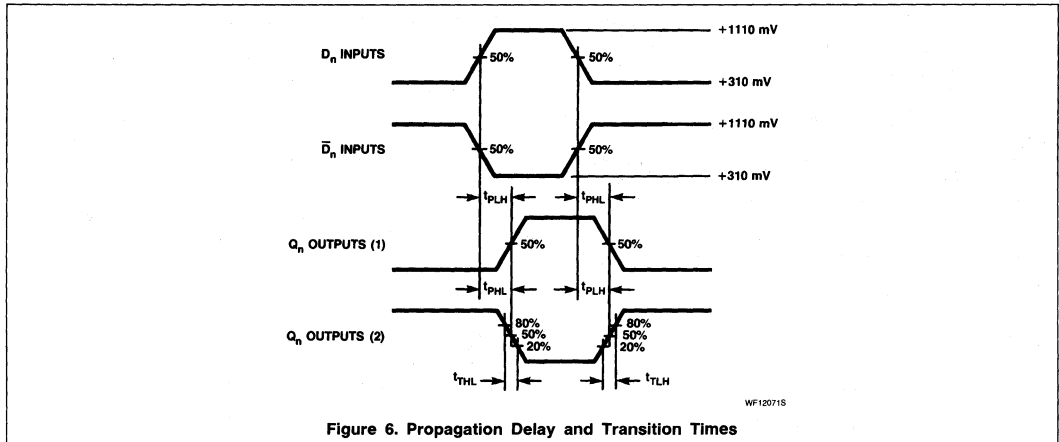 +1110 mV
Dₙ INPUTS
50%
50%
+310 mV
+1110 mV
D̅ₙ INPUTS
50%
50%
+310 mV
tPLH
tPHL
Qₙ OUTPUTS (1)
50%
50%
tPHL
tPLH
Qₙ OUTPUTS (2)
80%
50%
20%
80%
50%
20%
tTHL
tTLH
WF12071S
Figure 6. Propagation Delay and Transition Times